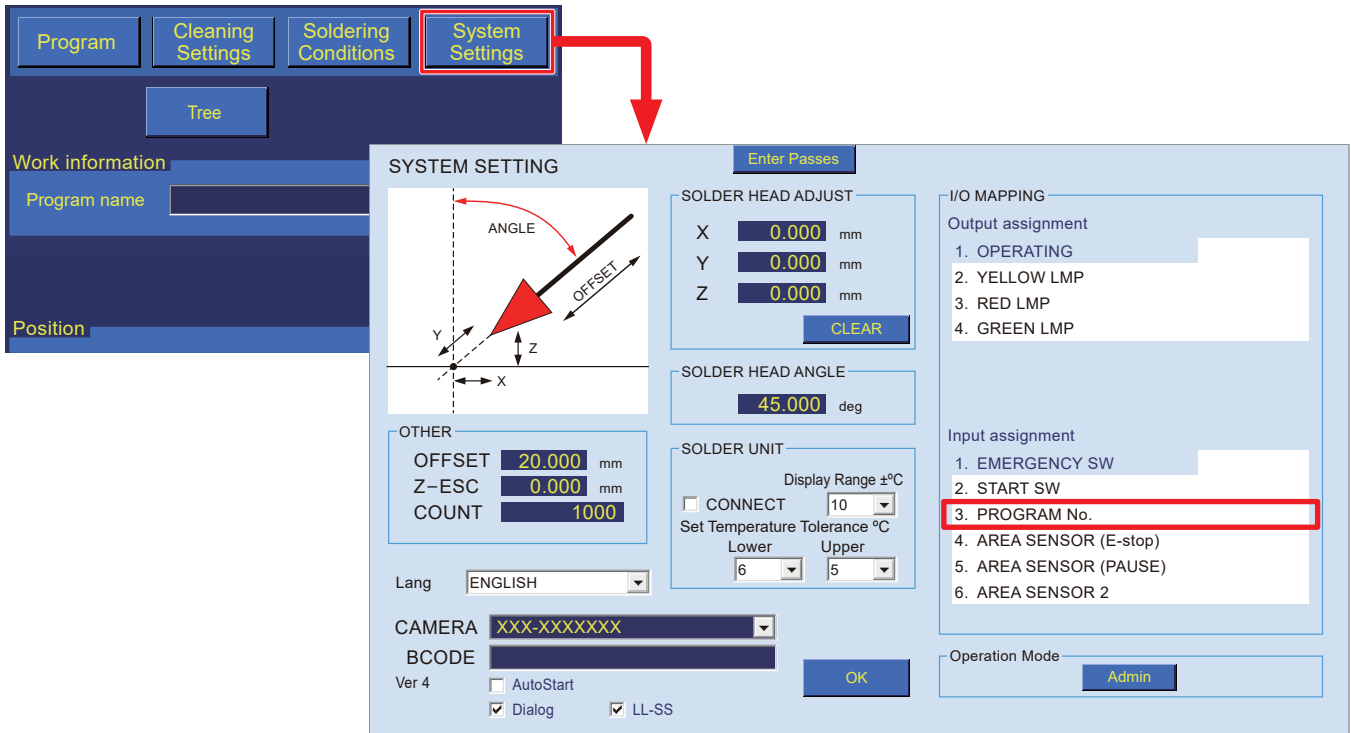 Program
Cleaning
Settings
Soldering
Conditions
System
Settings
Tree
Work information
Program name
Position
SYSTEM SETTING
Enter Passes
ANGLE
OFFSET
Y
Z
X
OTHER
OFFSET 20.000 mm
Z−ESC 0.000 mm
COUNT 1000
Lang ENGLISH
CAMERA XXX-XXXXXXX
BCODE
Ver 4
AutoStart
Dialog
LL-SS
SOLDER HEAD ADJUST
X 0.000 mm
Y 0.000 mm
Z 0.000 mm
CLEAR
SOLDER HEAD ANGLE
45.000 deg
SOLDER UNIT
Display Range ±ºC
CONNECT 10
Set Temperature Tolerance ºC
Lower Upper
6 5
OK
I/O MAPPING
Output assignment
1. OPERATING
2. YELLOW LMP
3. RED LMP
4. GREEN LMP
Input assignment
1. EMERGENCY SW
2. START SW
3. PROGRAM No.
4. AREA SENSOR (E-stop)
5. AREA SENSOR (PAUSE)
6. AREA SENSOR 2
Operation Mode
Admin